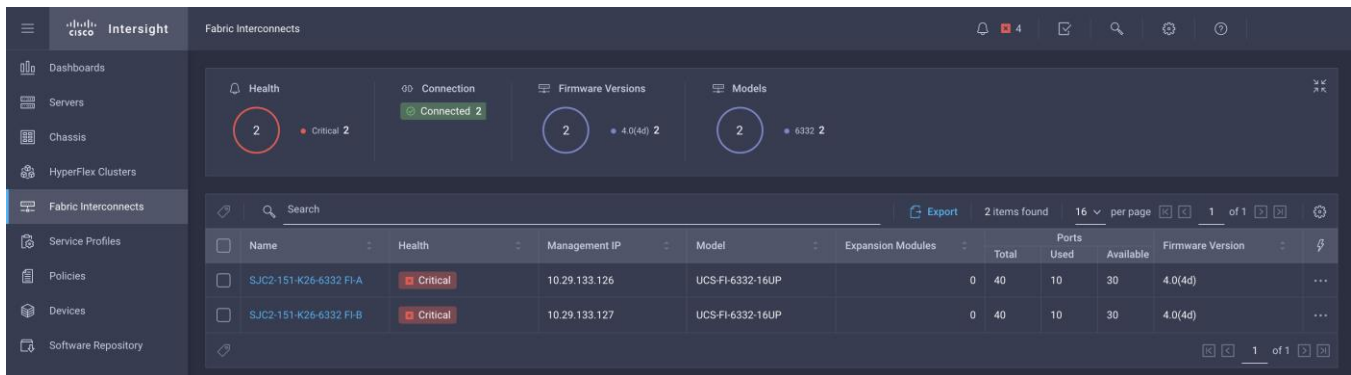 CISCO Intersight Fabric Interconnects 4
Dashboards
Servers
Chassis
HyperFlex Clusters
Fabric Interconnects
Service Profiles
Policies
Devices
Software Repository
Health Connection Firmware Versions Models
2 Critical 2 Connected 2 2 4.0(4d) 2 2 6332 2
Search Export 2 items found 16 per page 1 of 1
Name Health Management IP Model Expansion Modules Ports Firmware Version
Total Used Available
SJC2-151-K26-6332 FI-A Critical 10.29.133.126 UCS-FI-6332-16UP 0 40 10 30 4.0(4d)
SJC2-151-K26-6332 FI-B Critical 10.29.133.127 UCS-FI-6332-16UP 0 40 10 30 4.0(4d)
1 of 1